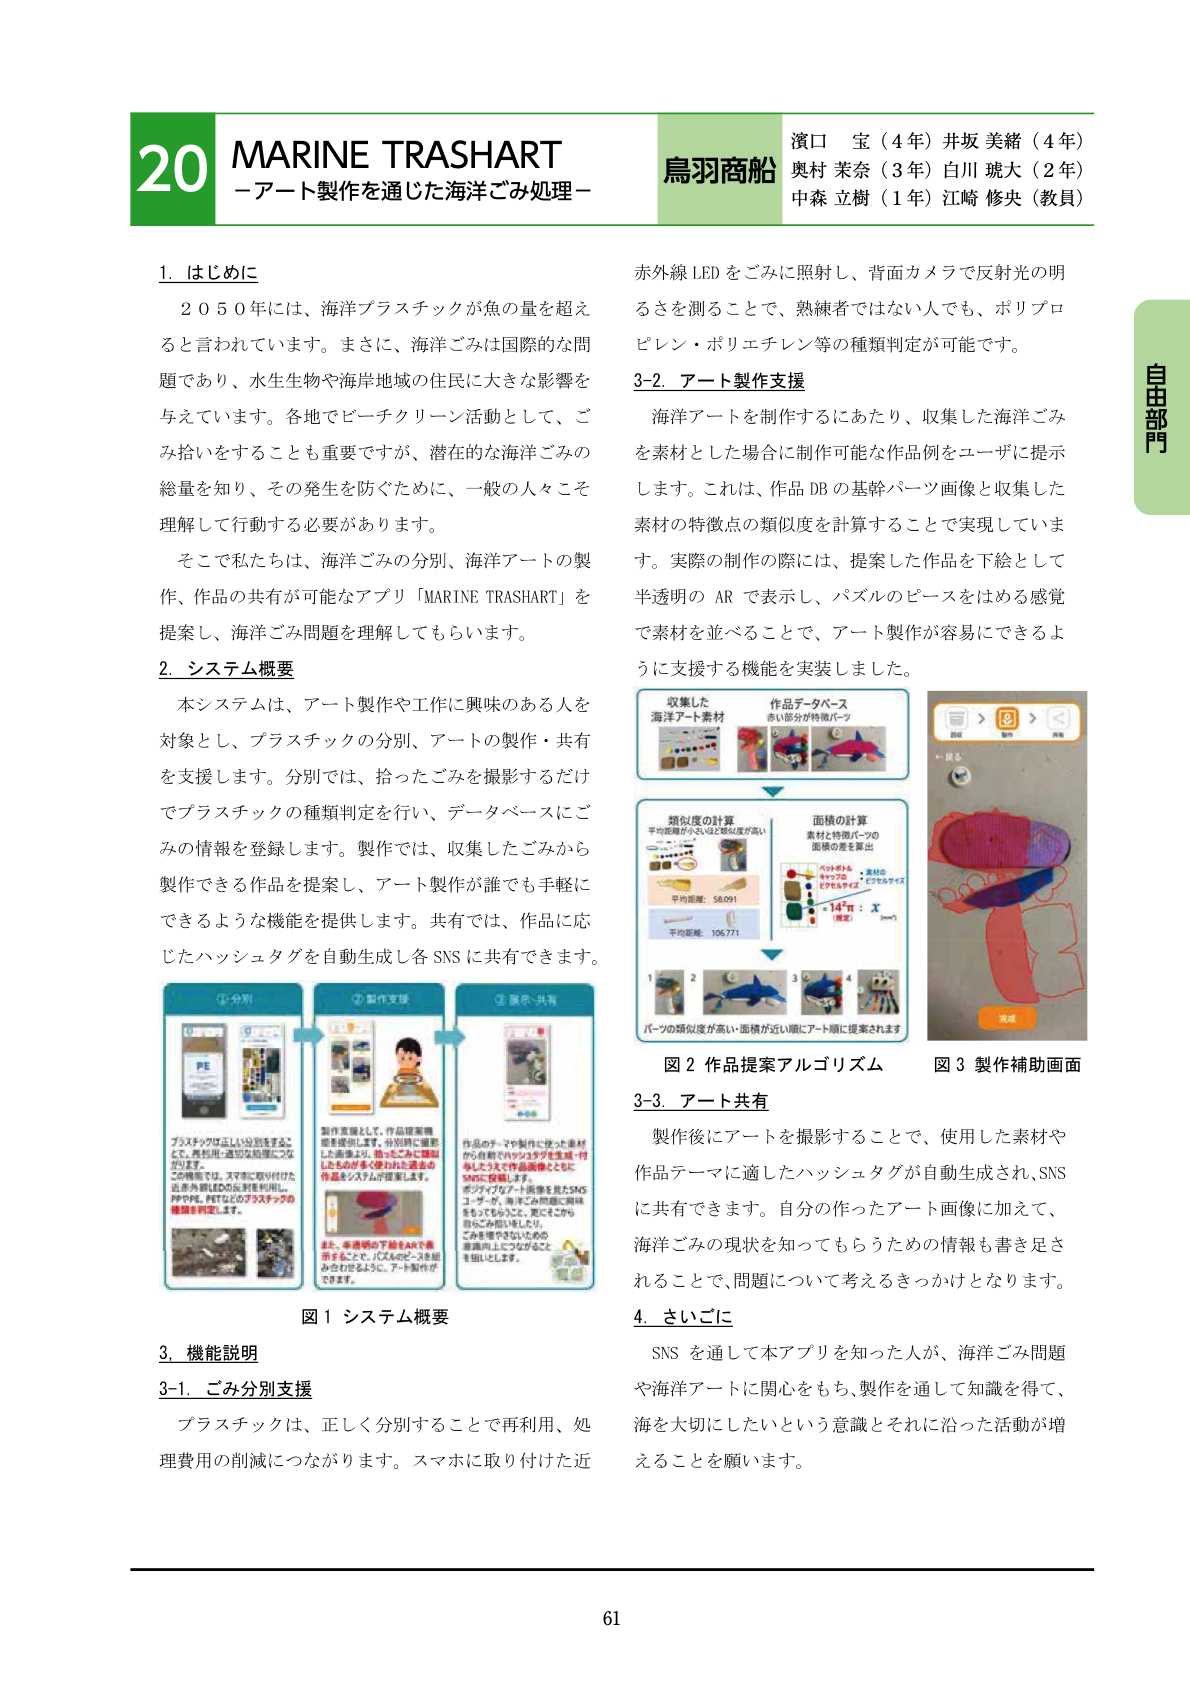 20
MARINE TRASHART
－アート製作を通じた海洋ごみ処理－
鳥羽商船
濱口　宝（４年）井坂 美緒（４年）
奥村 茉奈（３年）白川 琥大（２年）
中森 立樹（１年）江崎 修央（教員）
自由部門
1. はじめに
２０５０年には、海洋プラスチックが魚の量を超え
ると言われています。まさに、海洋ごみは国際的な問
題であり、水生生物や海岸地域の住民に大きな影響を
与えています。各地でビーチクリーン活動として、ご
み拾いをすることも重要ですが、潜在的な海洋ごみの
総量を知り、その発生を防ぐために、一般の人々こそ
理解して行動する必要があります。
そこで私たちは、海洋ごみの分別、海洋アートの製
作、作品の共有が可能なアプリ「MARINE TRASHART」を
提案し、海洋ごみ問題を理解してもらいます。
2. システム概要
本システムは、アート製作や工作に興味のある人を
対象とし、プラスチックの分別、アートの製作・共有
を支援します。分別では、拾ったごみを撮影するだけ
でプラスチックの種類判定を行い、データベースにご
みの情報を登録します。製作では、収集したごみから
製作できる作品を提案し、アート製作が誰でも手軽に
できるような機能を提供します。共有では、作品に応
じたハッシュタグを自動生成し各 SNS に共有できます。
①分別
PE
プラスチックは正しい分別をするこ
とで、再利用・適切な処理につな
がります。
この機能では、スマホに取り付けた
近赤外線LEDの反射を利用し、
PPやPE、PETなどのプラスチックの
種類を判定します。
②製作支援
製作支援として、作品提案機
能を提供します。分別時に撮影
した画像より、拾ったごみに類似
したものが多く使われた過去の
作品をシステムが提案します。
また、半透明の下絵をARで表
示することで、パズルのピースを組
み合わせるように、アート製作が
できます。
③展示・共有
作品のテーマや製作に使った素材
から自動でハッシュタグを生成・付
与したうえで作品画像とともに
SNSに投稿します。
ポジティブなアート画像を見たSNS
ユーザーが、海洋ごみ問題に興味
をもってもらうこと、更にそこから
自らごみ拾いをしたり、
ごみを増やさないための
意識向上につながること
を狙いとします。
図１ システム概要
3. 機能説明
3-1. ごみ分別支援
プラスチックは、正しく分別することで再利用、処
理費用の削減につながります。スマホに取り付けた近
赤外線 LED をごみに照射し、背面カメラで反射光の明
るさを測ることで、熟練者ではない人でも、ポリプロ
ピレン・ポリエチレン等の種類判定が可能です。
3-2. アート製作支援
海洋アートを制作するにあたり、収集した海洋ごみ
を素材とした場合に制作可能な作品例をユーザに提示
します。これは、作品 DB の基幹パーツ画像と収集した
素材の特徴点の類似度を計算することで実現していま
す。実際の制作の際には、提案した作品を下絵として
半透明の AR で表示し、パズルのピースをはめる感覚
で素材を並べることで、アート製作が容易にできるよ
うに支援する機能を実装しました。
収集した
海洋アート素材
作品データベース
赤い部分が特徴パーツ
類似度の計算
平均距離が小さいほど類似度が高い
平均距離: 58.091
平均距離: 106.771
面積の計算
素材と特徴パーツの
面積の差を算出
ペットボトル
キャップの
ピクセルサイズ
:
素材の
ピクセルサイズ
= 14²π : X
(規定)
1
2
3
4
パーツの類似度が高い・面積が近い順にアート順に提案されます
図２ 作品提案アルゴリズム
製作
共有
←戻る
完成
図３ 製作補助画面
3-3. アート共有
製作後にアートを撮影することで、使用した素材や
作品テーマに適したハッシュタグが自動生成され、SNS
に共有できます。自分の作ったアート画像に加えて、
海洋ごみの現状を知ってもらうための情報も書き足さ
れることで、問題について考えるきっかけとなります。
4. さいごに
SNS を通して本アプリを知った人が、海洋ごみ問題
や海洋アートに関心をもち、製作を通して知識を得て、
海を大切にしたいという意識とそれに沿った活動が増
えることを願います。
61